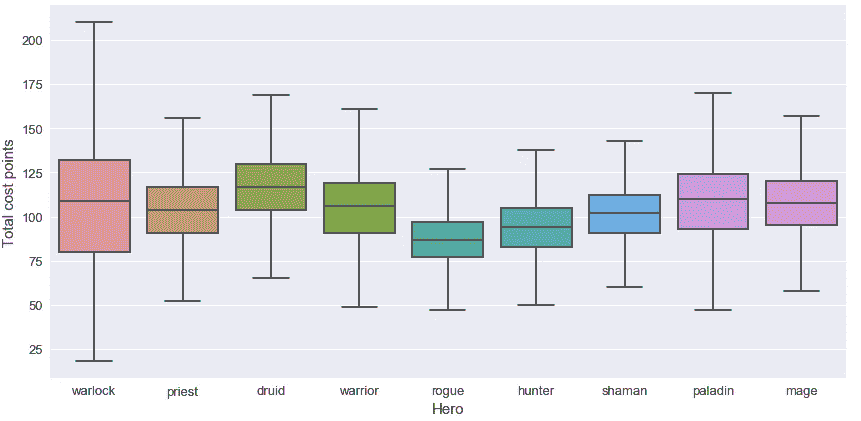 Total cost points
200
175
150
125
100
75
50
25
warlock priest druid warrior rogue hunter shaman paladin mage
Hero